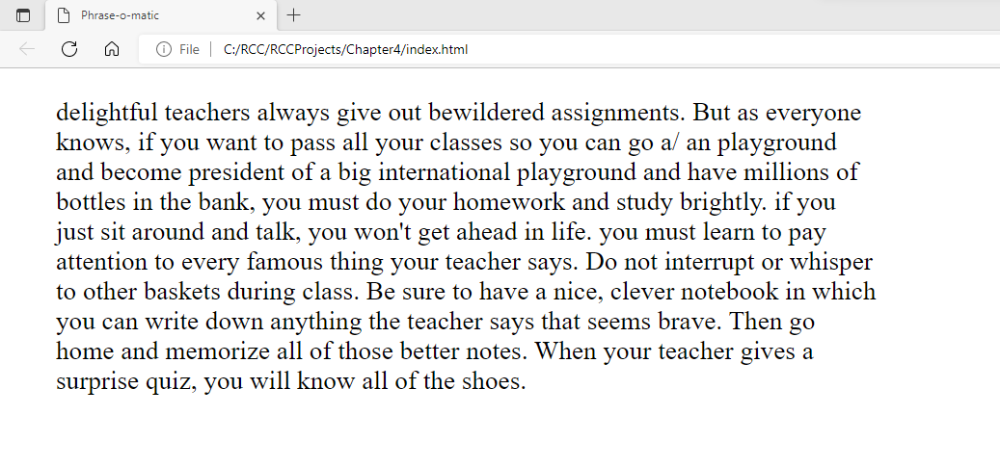 Phrase-o-matic
File
C:/RCC/RCCProjects/Chapter4/index.html
delightful teachers always give out bewildered assignments. But as everyone
knows, if you want to pass all your classes so you can go a/ an playground
and become president of a big international playground and have millions of
bottles in the bank, you must do your homework and study brightly. if you
just sit around and talk, you won't get ahead in life. you must learn to pay
attention to every famous thing your teacher says. Do not interrupt or whisper
to other baskets during class. Be sure to have a nice, clever notebook in which
you can write down anything the teacher says that seems brave. Then go
home and memorize all of those better notes. When your teacher gives a
surprise quiz, you will know all of the shoes.